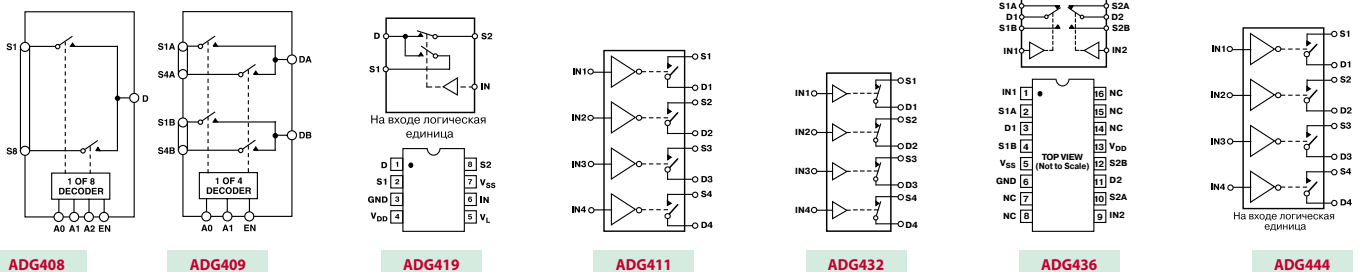 S1
S8
D
1 OF 8
DECODER
A0 A1 A2 EN
ADG408
S1A
S4A
S1B
S4B
DA
DB
1 OF 4
DECODER
A0 A1 EN
ADG409
D
S1
S2
IN
На входе логическая
единица
D 1
S1 2
GND 3
VDD 4
8 S2
7 VSS
6 IN
5 VL
ADG419
IN1
IN2
IN3
IN4
S1
D1
S2
D2
S3
D3
S4
D4
ADG411
IN1
IN2
IN3
IN4
S1
D1
S2
D2
S3
D3
S4
D4
ADG432
S1A
D1
S1B
IN1
S2A
D2
S2B
IN2
IN1 1
S1A 2
D1 3
S1B 4
VSS 5
GND 6
NC 7
NC 8
TOP VIEW
(Not to Scale)
16 NC
15 NC
14 NC
13 VDD
12 S2B
11 D2
10 S2A
9 IN2
ADG436
IN1
IN2
IN3
IN4
S1
D1
S2
D2
S3
D3
S4
D4
На входе логическая
единица
ADG444